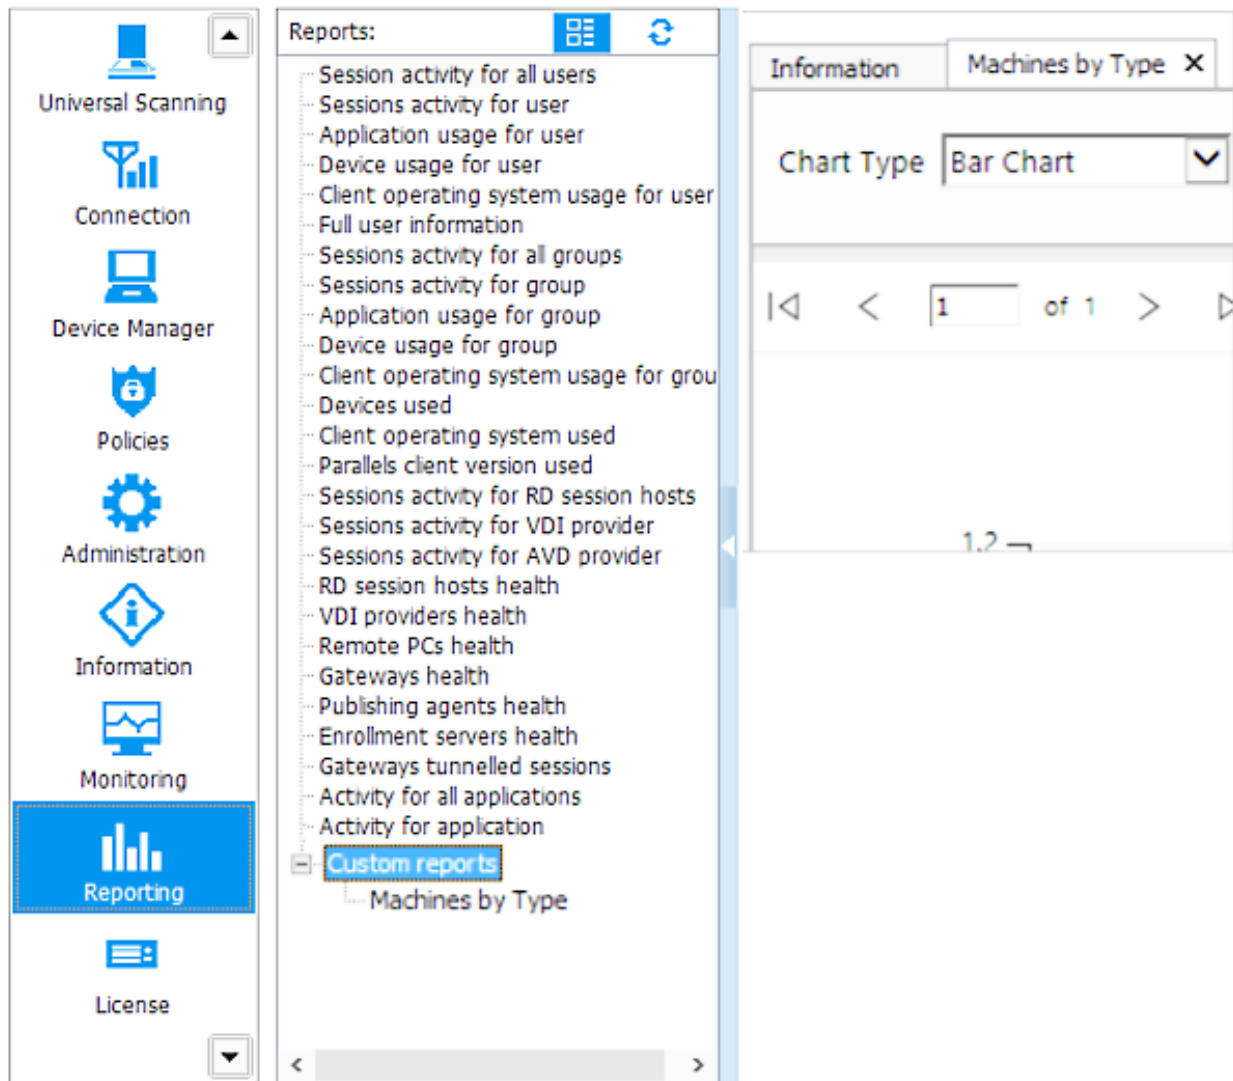 Universal Scanning
Connection
Device Manager
Policies
Administration
Information
Monitoring
Reporting
License
Reports:
Session activity for all users
Sessions activity for user
Application usage for user
Device usage for user
Client operating system usage for user
Full user information
Sessions activity for all groups
Sessions activity for group
Application usage for group
Device usage for group
Client operating system usage for grou
Devices used
Client operating system used
Parallels client version used
Sessions activity for RD session hosts
Sessions activity for VDI provider
Sessions activity for AVD provider
RD session hosts health
VDI providers health
Remote PCs health
Gateways health
Publishing agents health
Enrollment servers health
Gateways tunnelled sessions
Activity for all applications
Activity for application
Custom reports
Machines by Type
Information
Machines by Type
Chart Type Bar Chart
1 of 1
1.2